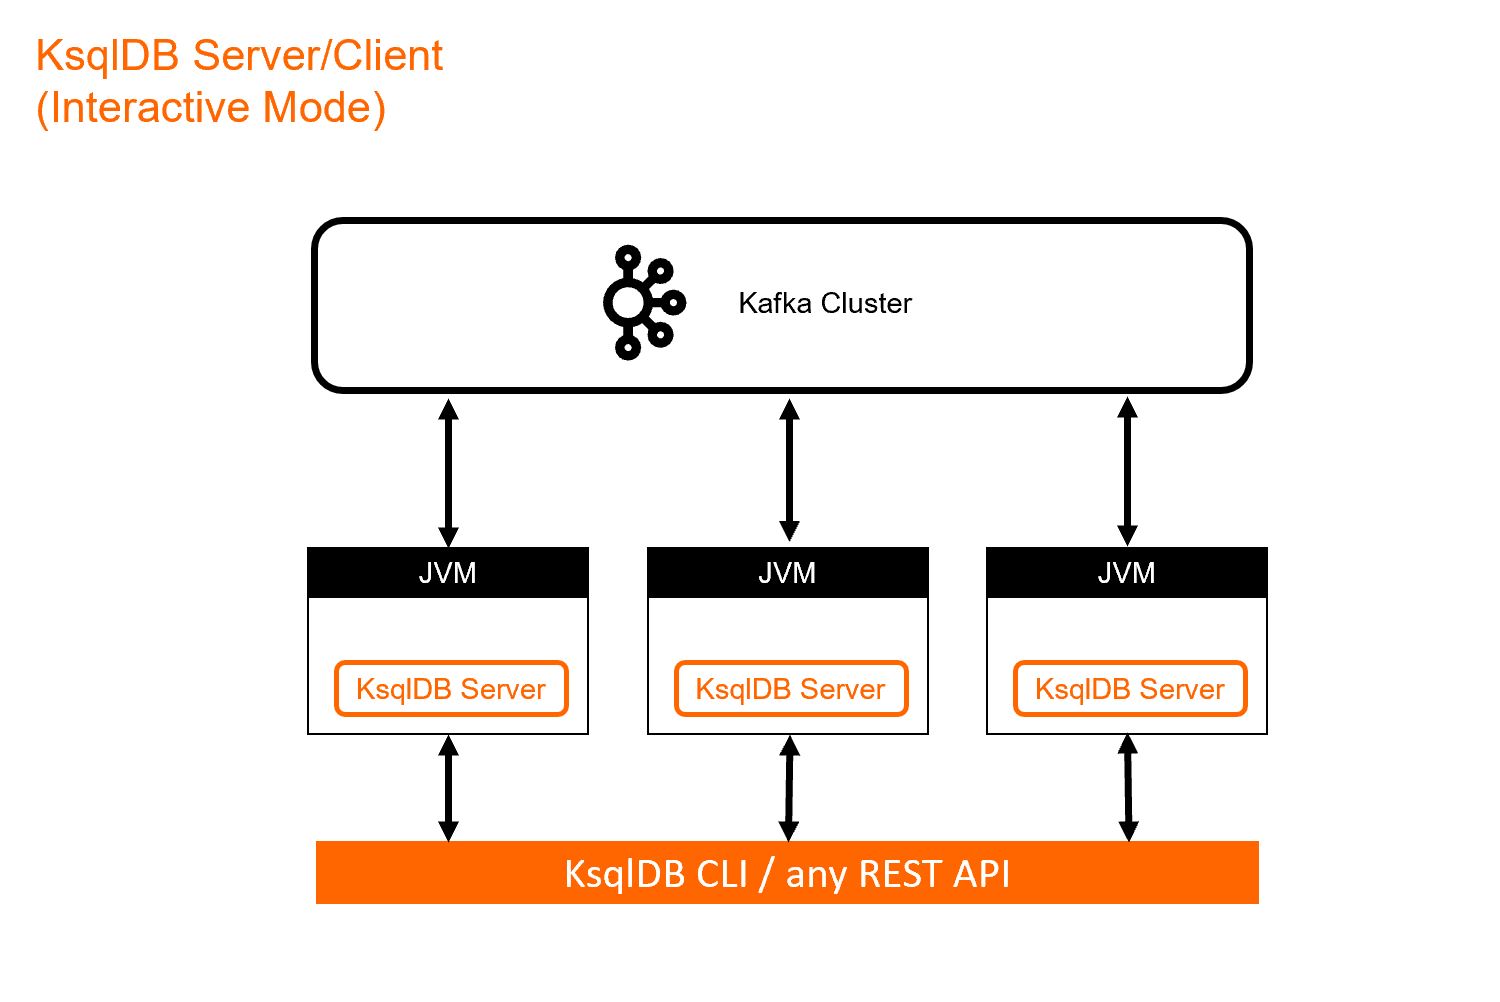 KsqlDB Server/Client
(Interactive Mode)
Kafka Cluster
JVM
JVM
JVM
KsqlDB Server
KsqlDB Server
KsqlDB Server
KsqlDB CLI / any REST API